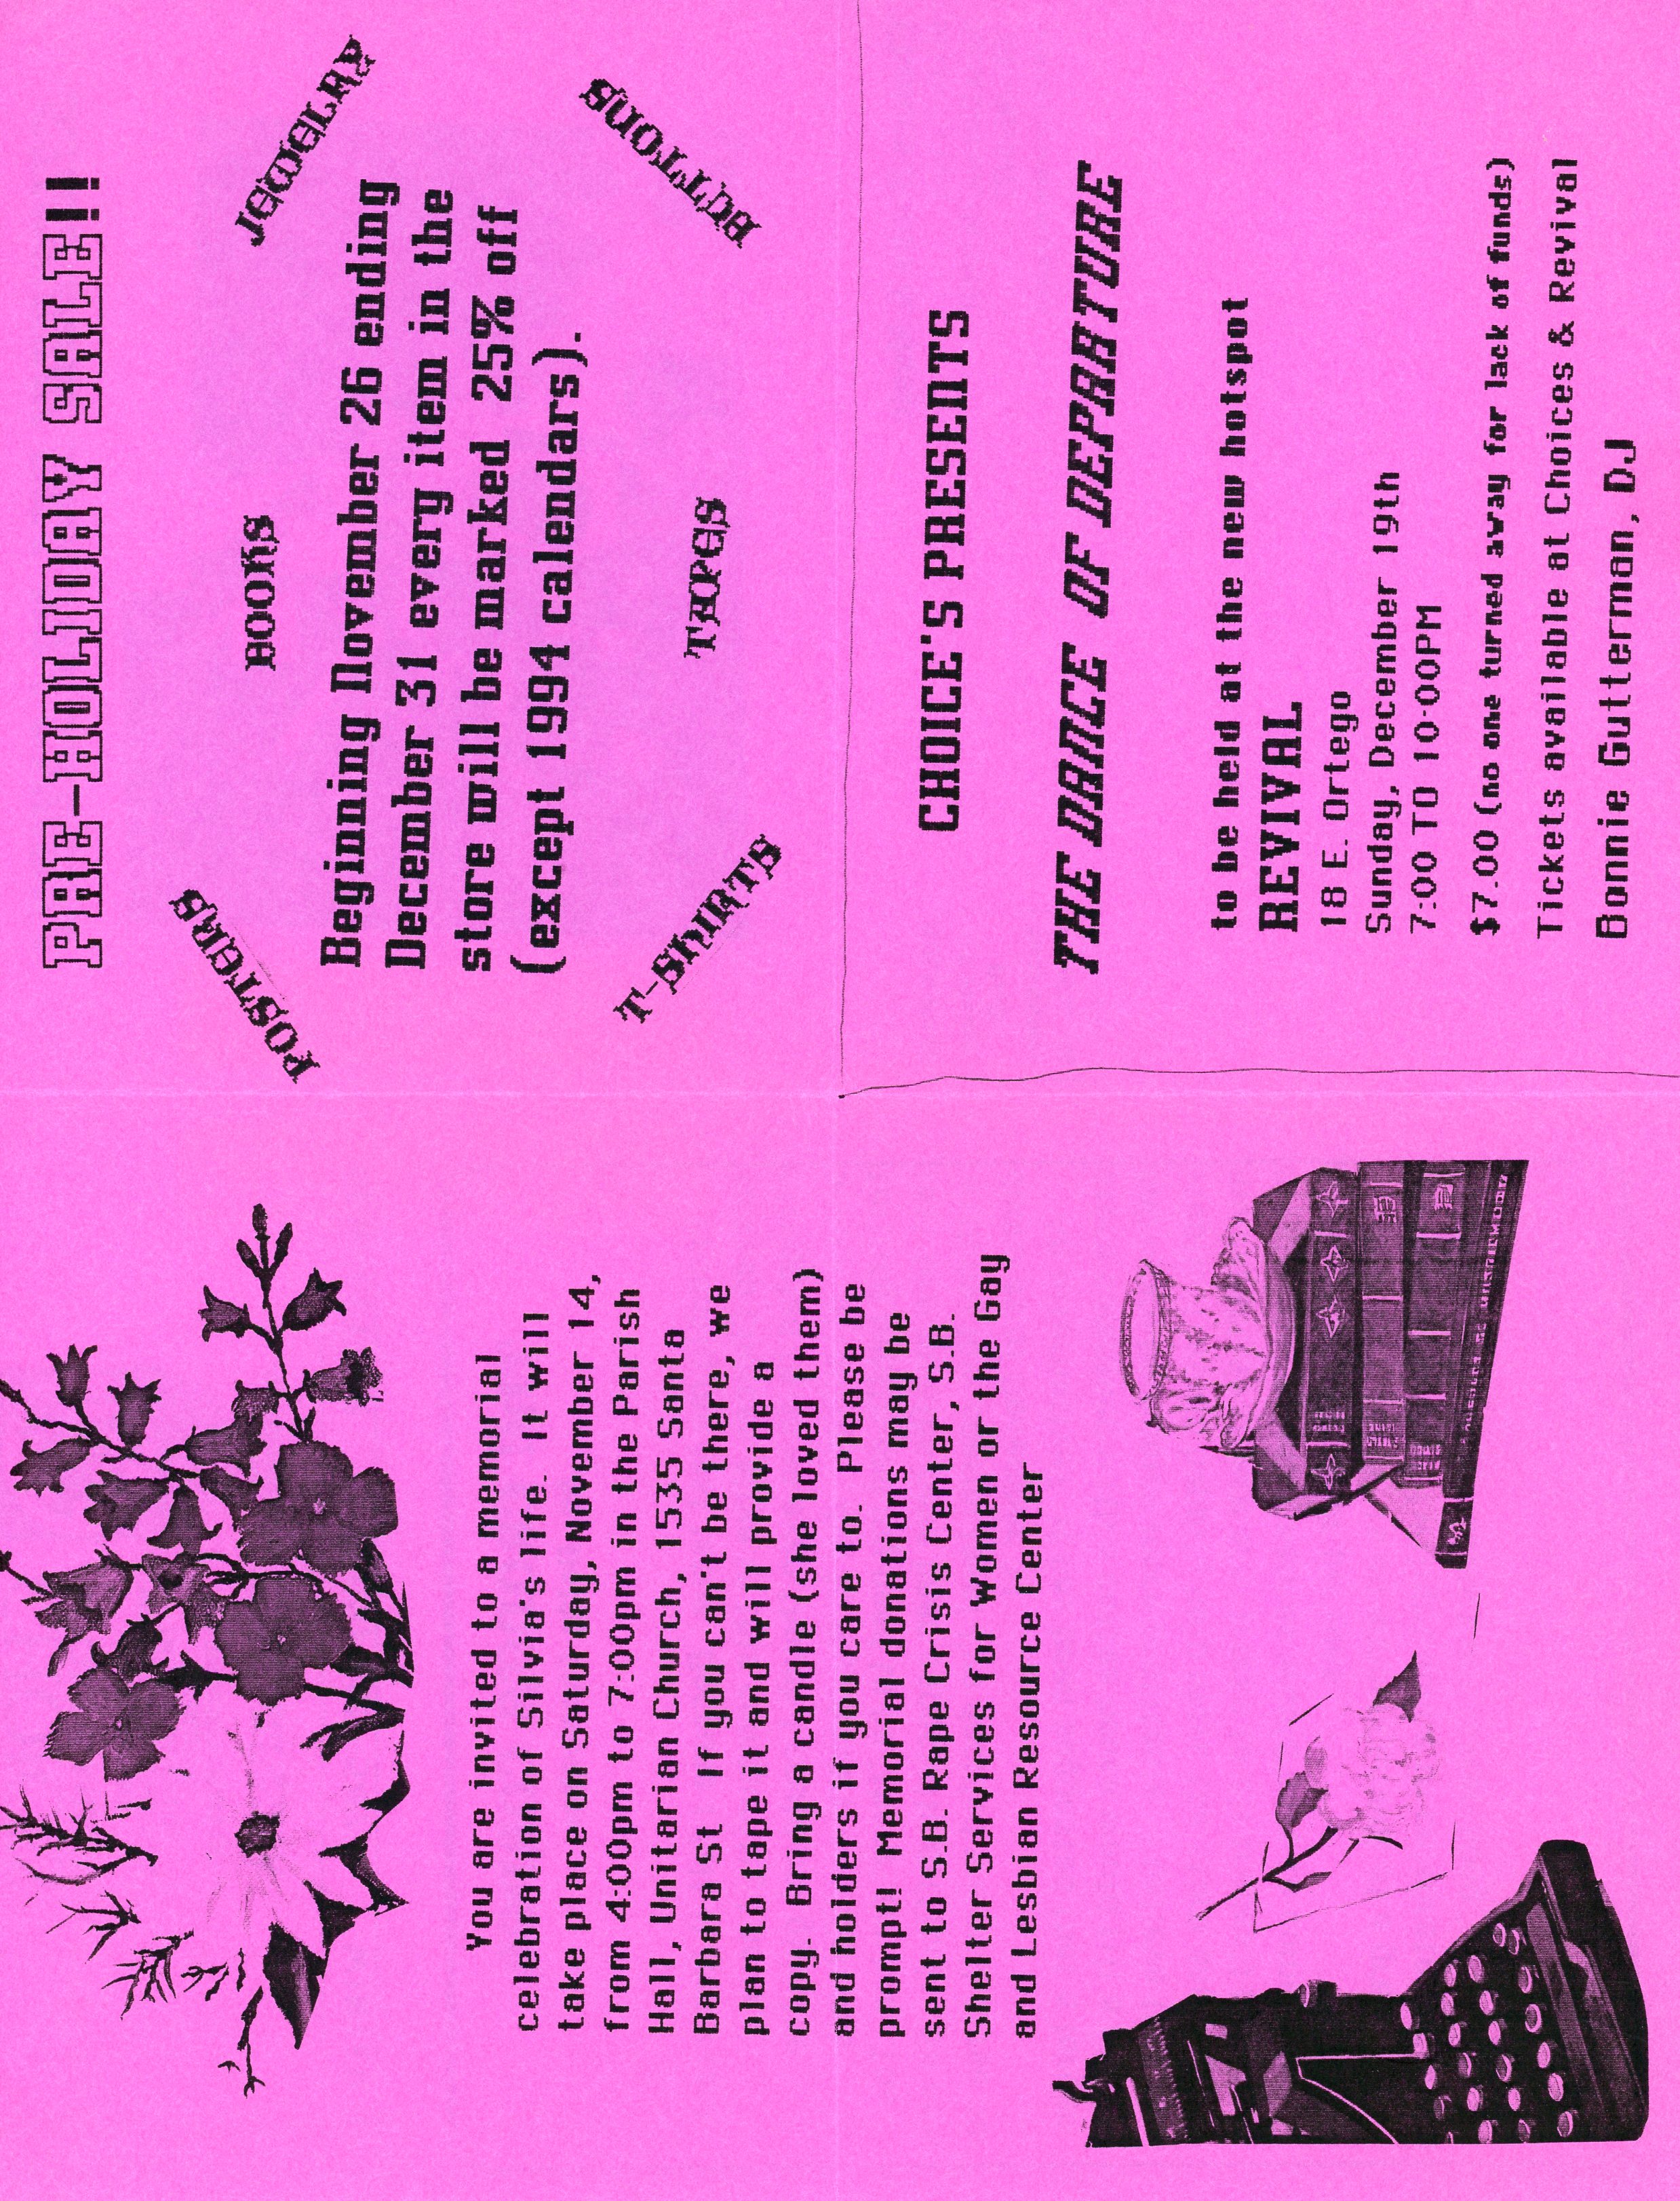 You are invited to a memorial
celebration of Silvia's life. It will
take place on Saturday, November 14,
from 4:00pm to 7:00pm in the Parish
Hall, Unitarian Church, 1535 Santa
Barbara St If you can't be there, we
plan to tape it and will provide a
copy. Bring a candle (she loved them)
and holders if you care to. Please be
prompt! Memorial donations may be
sent to S.B. Rape Crisis Center, S.B.
Shelter Services for Women or the Gay
and Lesbian Resource Center
PRE-HOLIDAY SALE!!
POSTERS
BOOKS
JEWELRY
Beginning November 26 ending
December 31 every item in the
store will be marked 25% off
(except 1994 calendars).
T-SHIRTS
TAPES
BUTTONS
CHOICE'S PRESENTS
THE DANCE OF DEPARTURE
to be held at the new hotspot
REVIVAL
18 E. Ortego
Sunday, December 19th
7:00 TO 10:00PM
$7.00 (no one turned away for lack of funds)
Tickets available at Choices & Revival
Bonnie Gutterman, DJ